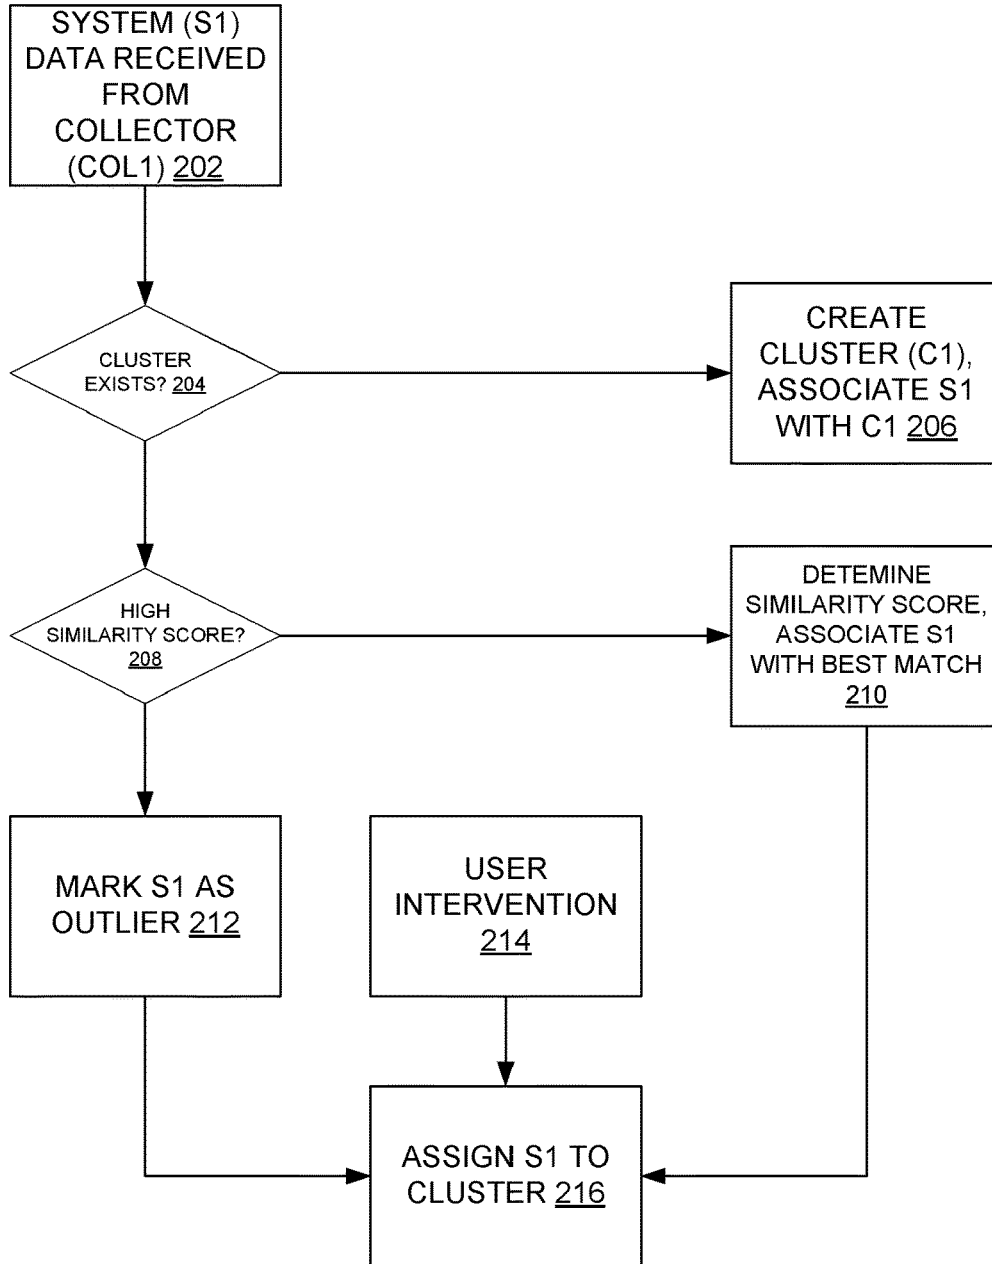 SYSTEM (S1)
DATA RECEIVED
FROM
COLLECTOR
(COL1) 202
CLUSTER
EXISTS? 204
CREATE
CLUSTER (C1),
ASSOCIATE S1
WITH C1 206
HIGH
SIMILARITY SCORE?
208
DETEMINE
SIMILARITY SCORE,
ASSOCIATE S1
WITH BEST MATCH
210
MARK S1 AS
OUTLIER 212
USER
INTERVENTION
214
ASSIGN S1 TO
CLUSTER 216